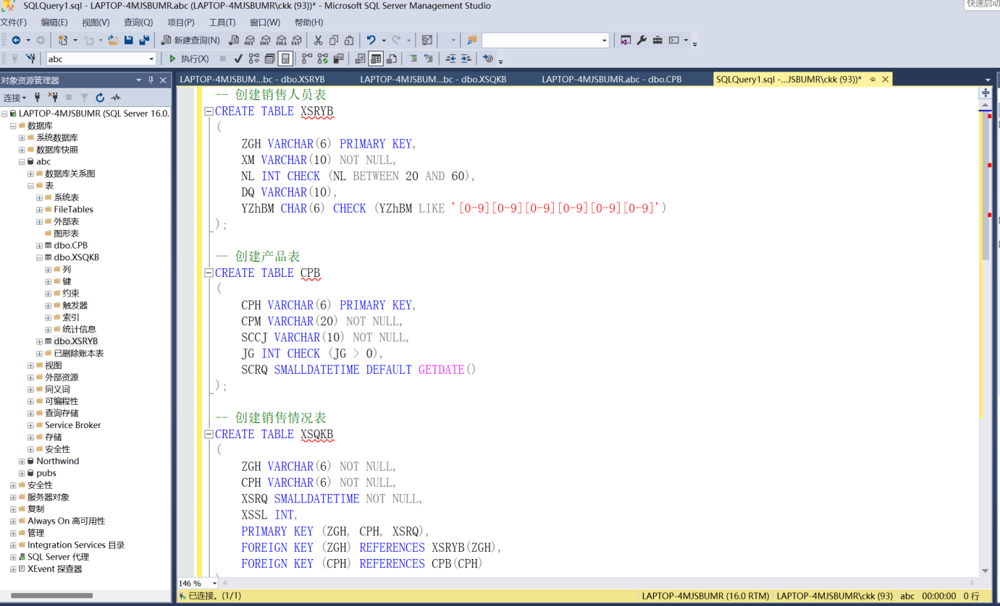 SQLQuery1.sql - LAPTOP-4MJSBUMR.abc (LAPTOP-4MJSBUMR\ckk (93))* - Microsoft SQL Server Management Studio
快速启动
文件(F) 编辑(E) 视图(V) 查询(Q) 项目(P) 工具(T) 窗口(W) 帮助(H)
新建查询(N) MDX DMX XMLA DAX
abc 执行(X)
对象资源管理器
连接
LAPTOP-4MJSBUMR (SQL Server 16.0.
数据库
系统数据库
数据库快照
abc
数据库关系图
表
系统表
FileTables
外部表
图形表
dbo.CPB
dbo.XSQKB
列
键
约束
触发器
索引
统计信息
dbo.XSRYB
已删除账本表
视图
外部资源
同义词
可编程性
查询存储
Service Broker
存储
安全性
Northwind
pubs
安全性
服务器对象
复制
Always On 高可用性
管理
Integration Services 目录
SQL Server 代理
XEvent 探查器
LAPTOP-4MJSBUM...bc - dbo.XSRYB LAPTOP-4MJSBUM...bc - dbo.XSQKB LAPTOP-4MJSBUMR.abc - dbo.CPB SQLQuery1.sql -...JSBUMR\ckk (93))*
-- 创建销售人员表
CREATE TABLE XSRYB
(
ZGH VARCHAR(6) PRIMARY KEY,
XM VARCHAR(10) NOT NULL,
NL INT CHECK (NL BETWEEN 20 AND 60),
DQ VARCHAR(10),
YZhBM CHAR(6) CHECK (YZhBM LIKE '[0-9][0-9][0-9][0-9][0-9][0-9]')
);
-- 创建产品表
CREATE TABLE CPB
(
CPH VARCHAR(6) PRIMARY KEY,
CPM VARCHAR(20) NOT NULL,
SCCJ VARCHAR(10) NOT NULL,
JG INT CHECK (JG > 0),
SCRQ SMALLDATETIME DEFAULT GETDATE()
);
-- 创建销售情况表
CREATE TABLE XSQKB
(
ZGH VARCHAR(6) NOT NULL,
CPH VARCHAR(6) NOT NULL,
XSRQ SMALLDATETIME NOT NULL,
XSSL INT,
PRIMARY KEY (ZGH, CPH, XSRQ),
FOREIGN KEY (ZGH) REFERENCES XSRYB(ZGH),
FOREIGN KEY (CPH) REFERENCES CPB(CPH)
146 %
已连接。(1/1) LAPTOP-4MJSBUMR (16.0 RTM) LAPTOP-4MJSBUMR\ckk (93) abc 00:00:00 0 行